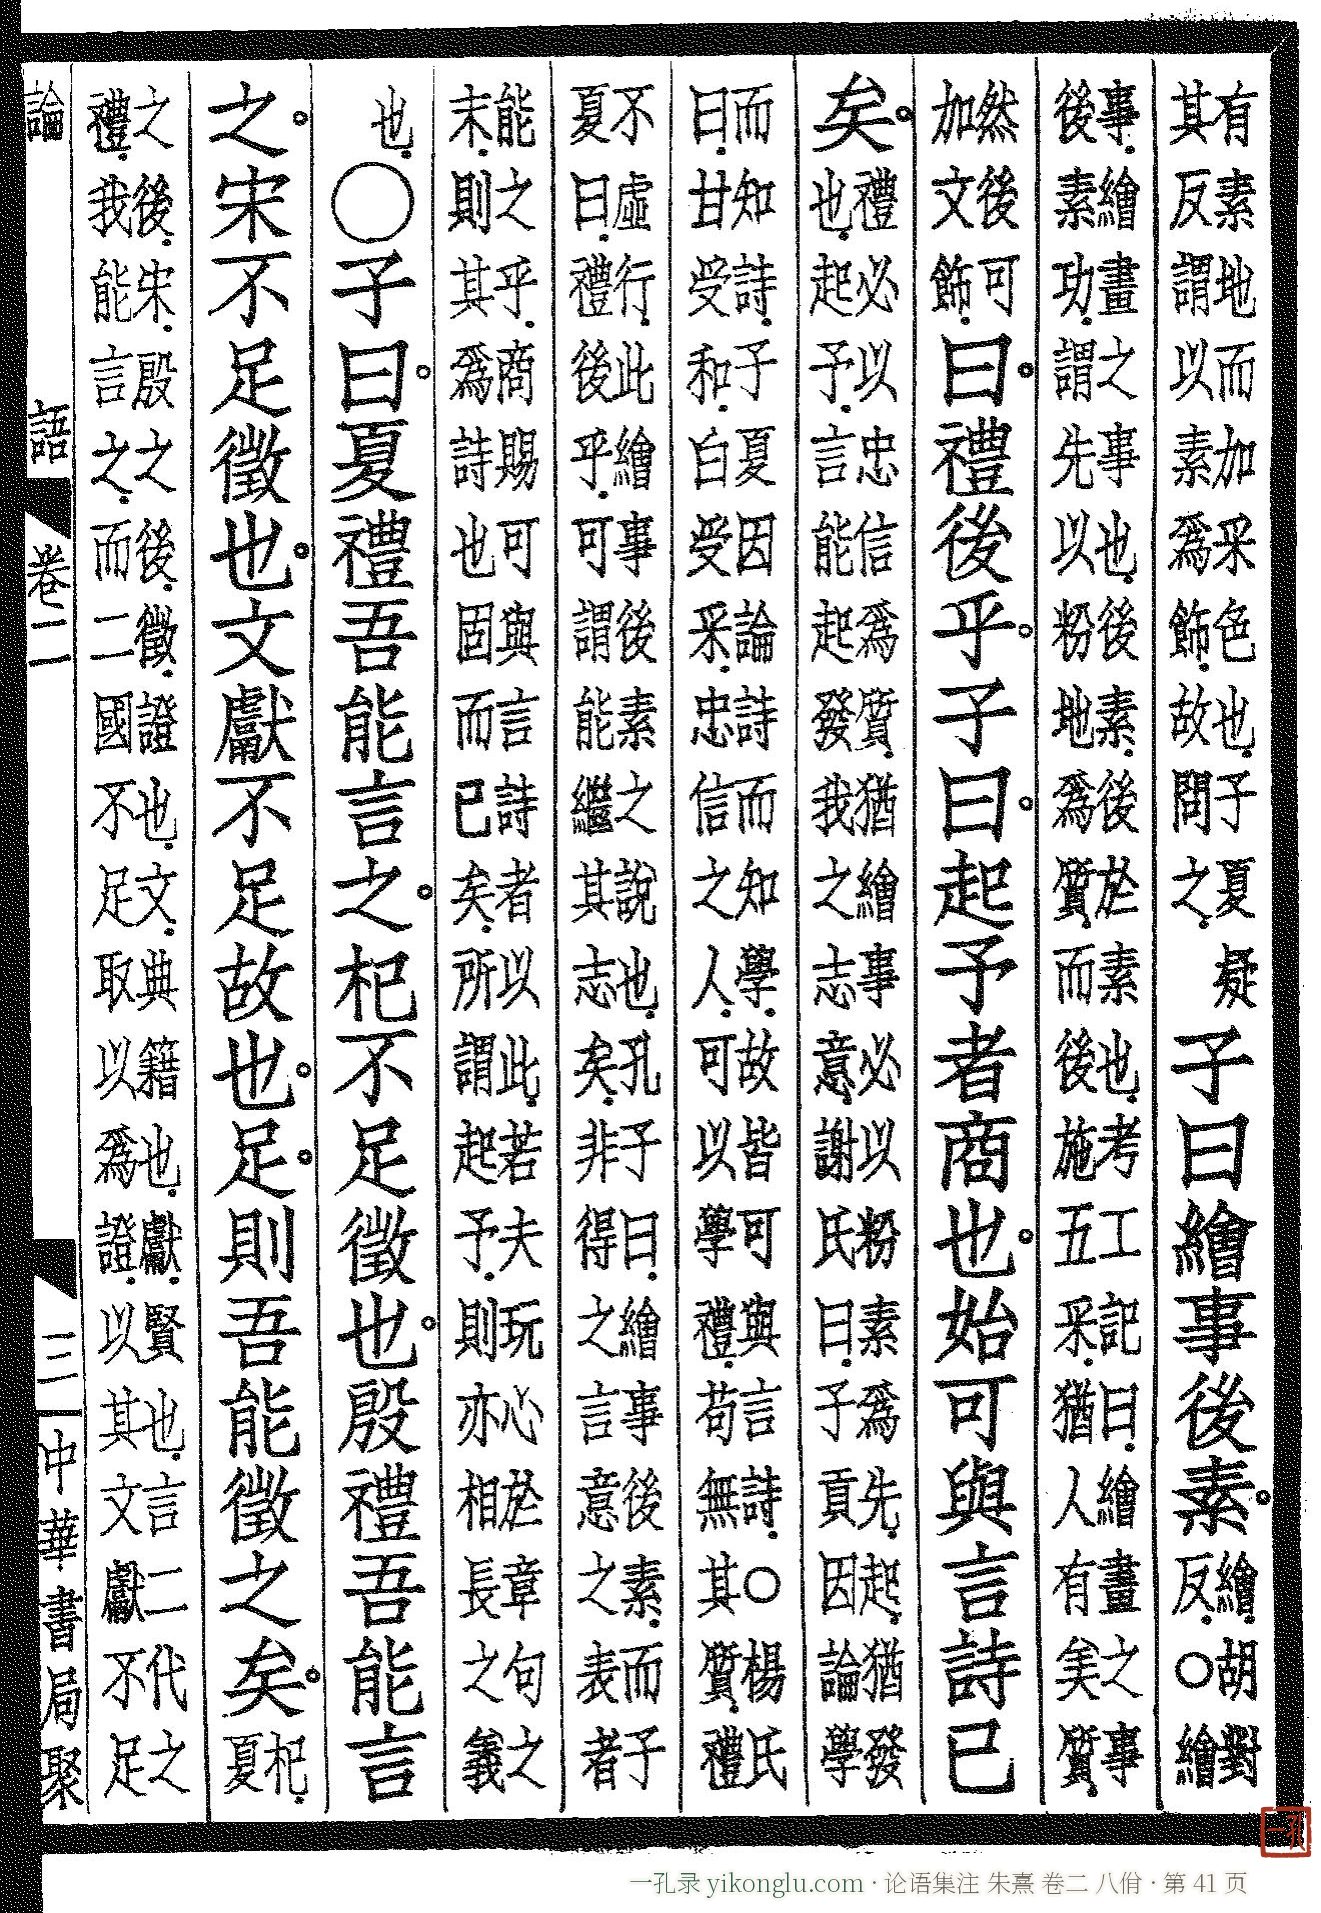 有素地而加采色也子夏疑
其反謂以素爲飾故問之
子曰繪事後素
繪胡對
反○繪
事繪畫之事也後素後於素也考工記曰繪畫之事
後素功謂先以粉地爲質而後施五采猶人有美質
然後可
加文飾
曰禮後乎子曰起予者商也始可與言詩已
矣
禮必以忠信爲質猶繪事必以粉素爲先起猶發
也起予言能起發我之志意謝氏曰子貢因論學
而知詩子夏因論詩而知學故皆可與言詩○楊氏
曰甘受和白受采忠信之人可以學禮苟無其質禮
不虛行此繪事後素之說也孔子曰繪事後素而子
夏曰禮後乎可謂能繼其志矣非得之言意之表者
能之乎商賜可與言詩者以此若夫玩心於章句之
末則其爲詩也固而已矣所謂起予則亦相長之義
也
○子曰夏禮吾能言之杞不足徵也殷禮吾能言
之宋不足徵也文獻不足故也足則吾能徵之矣
杞
夏
之後宋殷之後徵證也文典籍也獻賢也言二代之
禮我能言之而二國不足取以爲證以其文獻不足
論語 卷二 三 中華書局聚
一孔
一孔录 yikonglu.com · 论语集注 朱熹 卷二 八佾 · 第 41 页